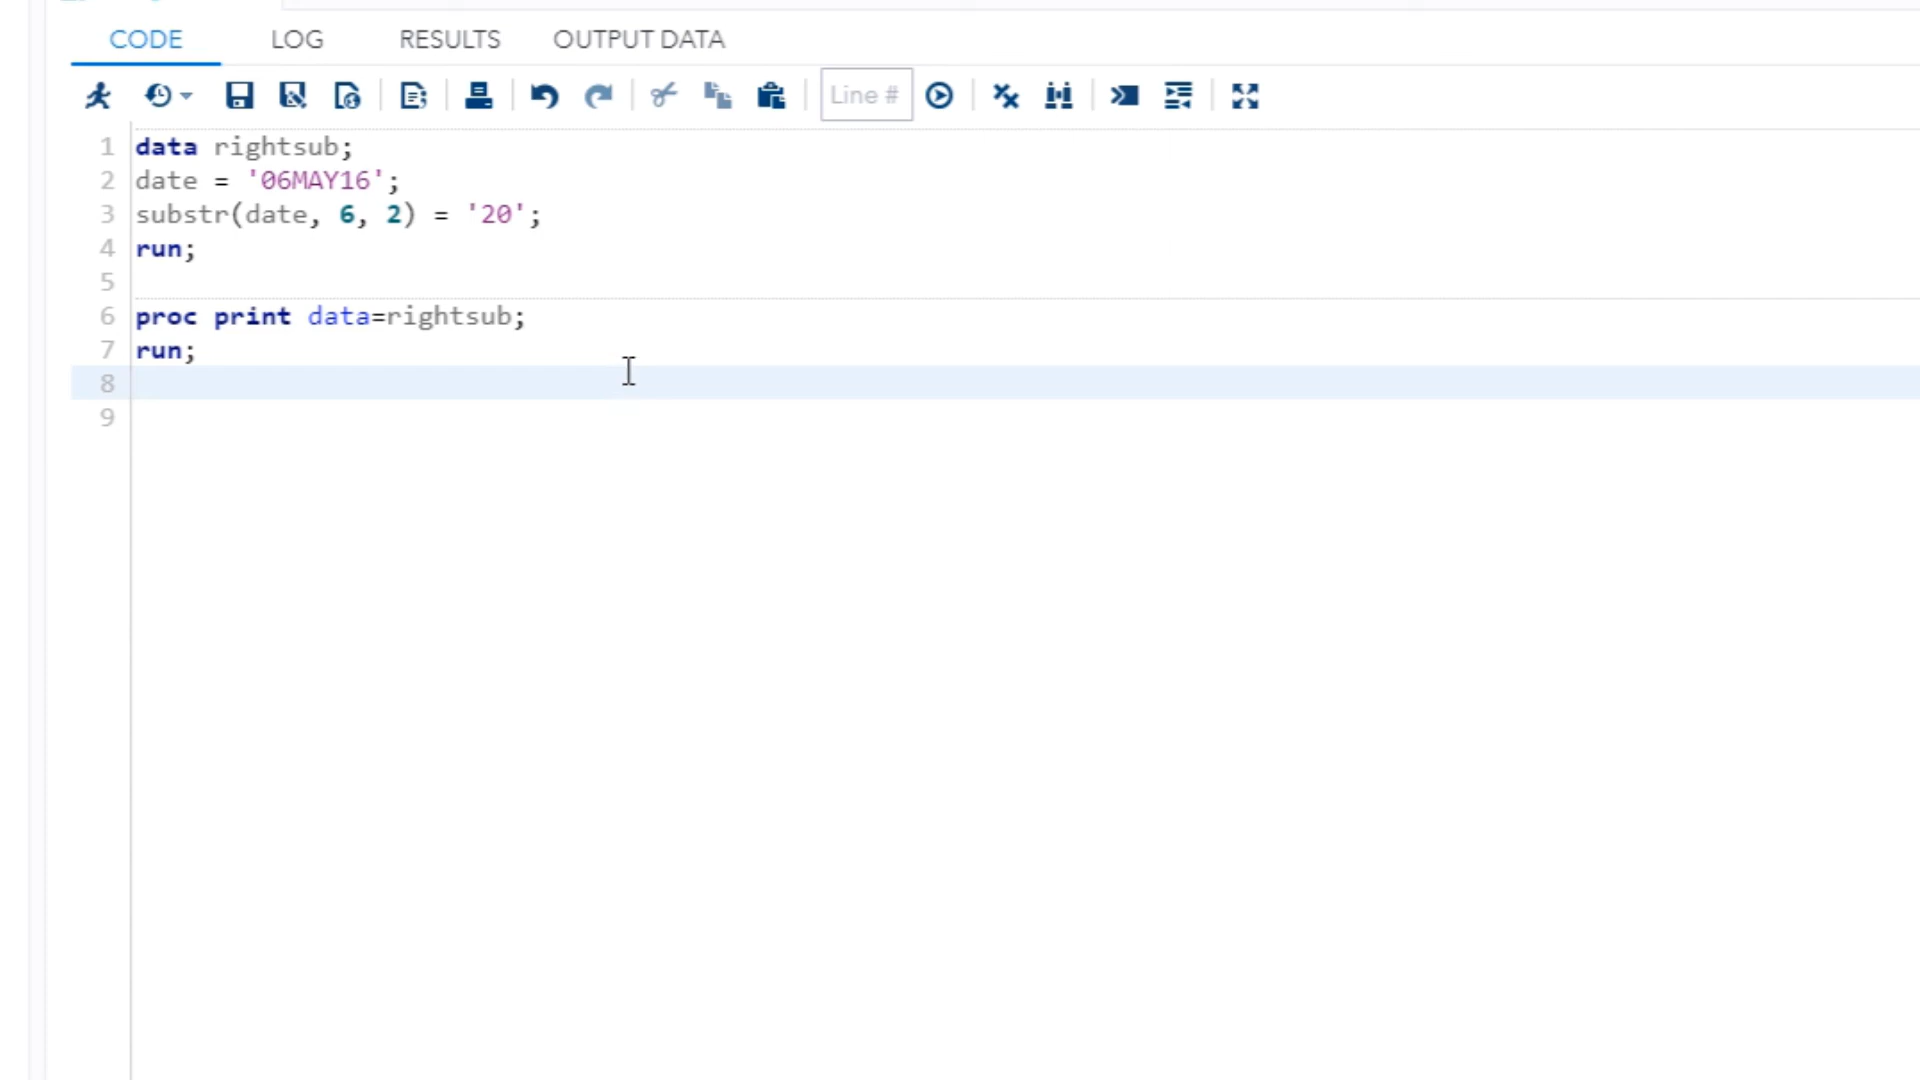 CODE LOG RESULTS OUTPUT DATA
Line #
1 data rightsub;
2 date = '06MAY16';
3 substr(date, 6, 2) = '20';
4 run;
5
6 proc print data=rightsub;
7 run;
8
9